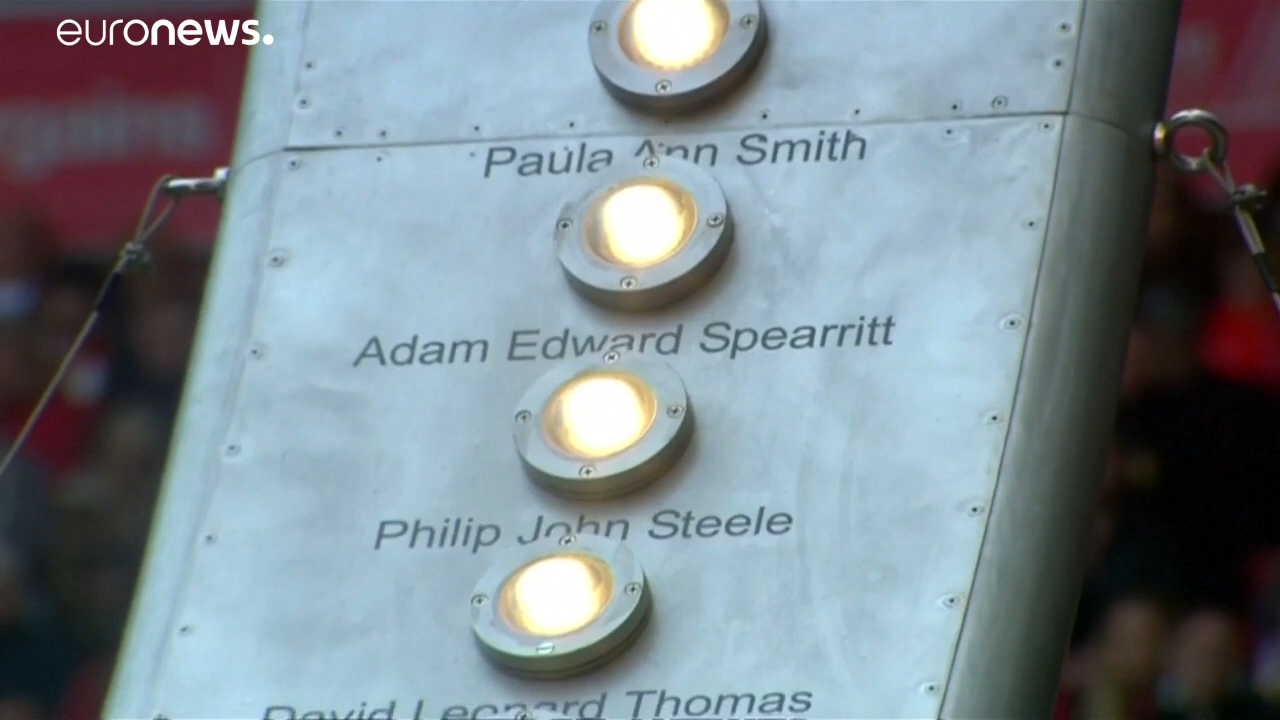 euronews.
Paula Ann Smith
Adam Edward Spearritt
Philip John Steele
David Leonard Thomas